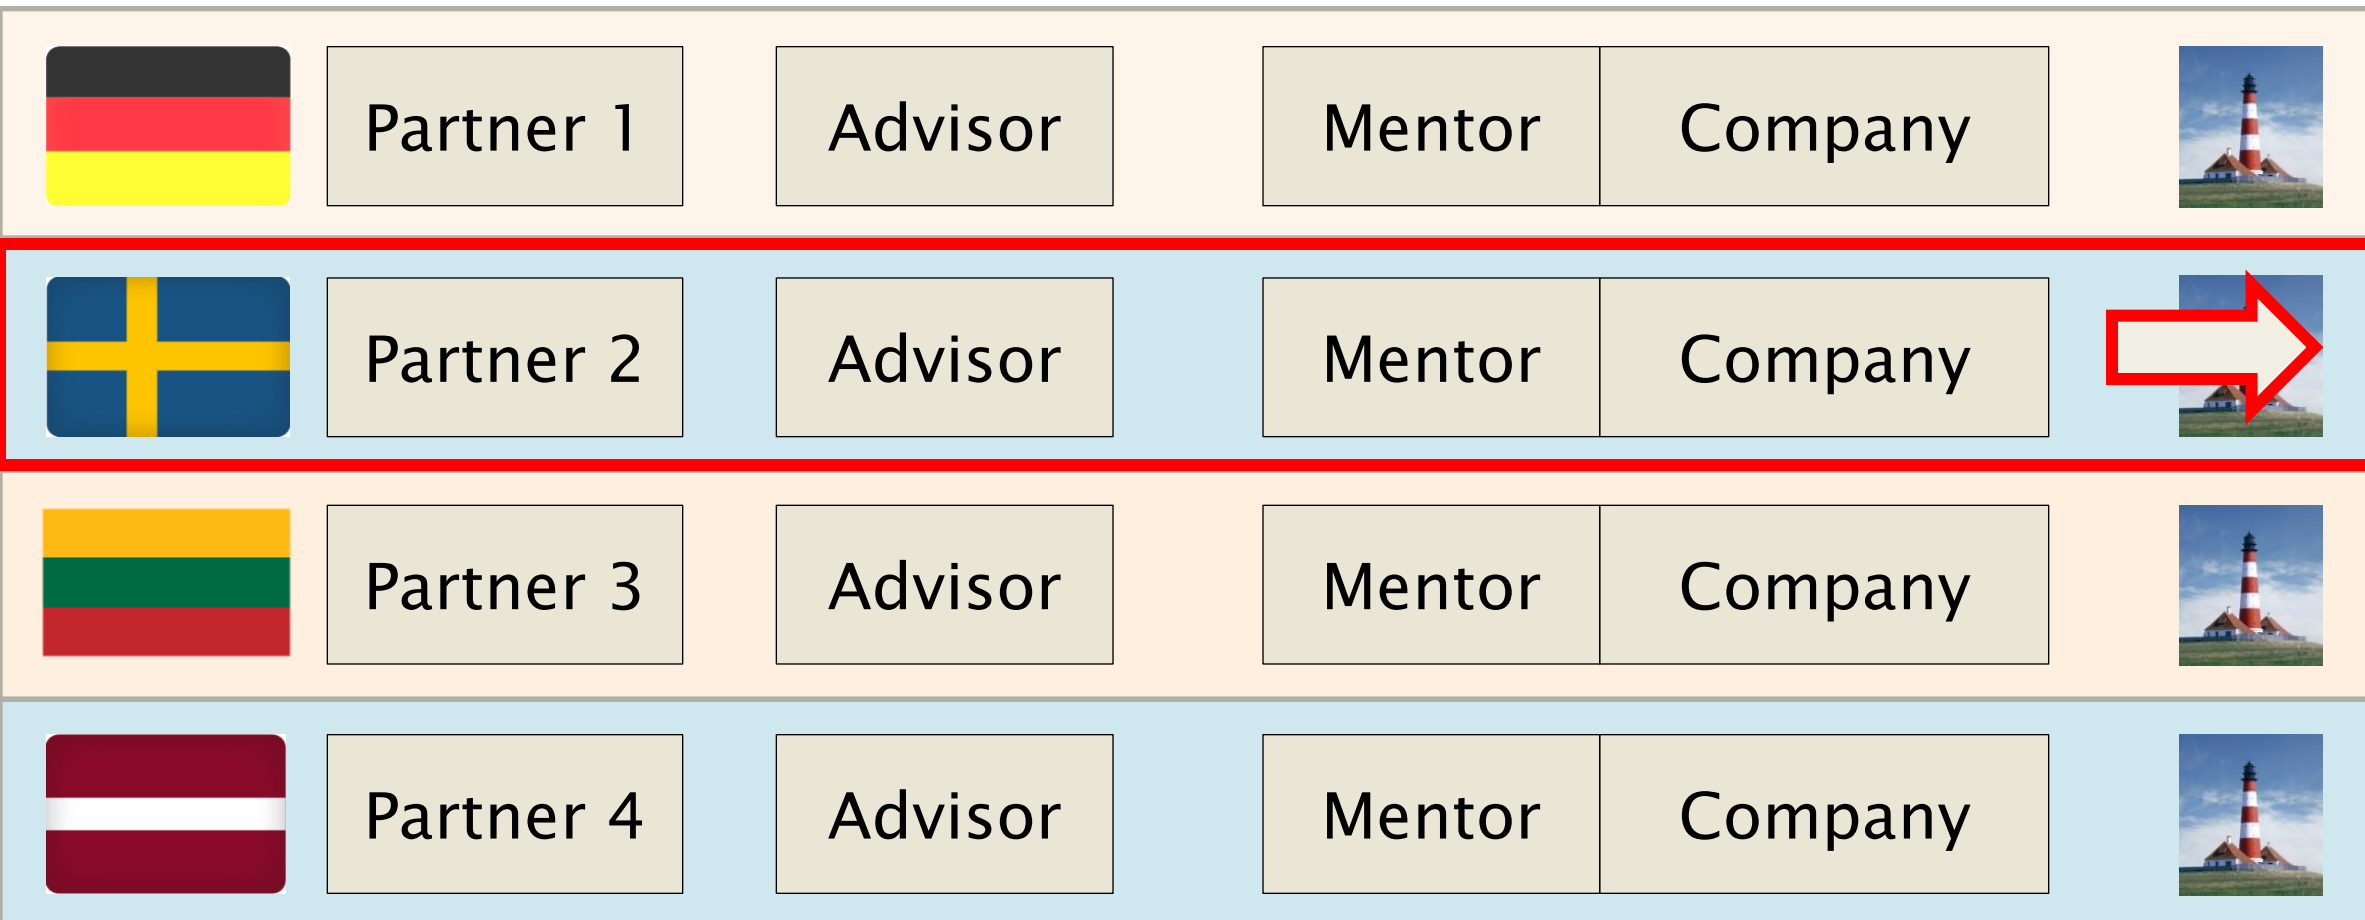 Partner 1 Advisor Mentor Company
Partner 2 Advisor Mentor Company
Partner 3 Advisor Mentor Company
Partner 4 Advisor Mentor Company